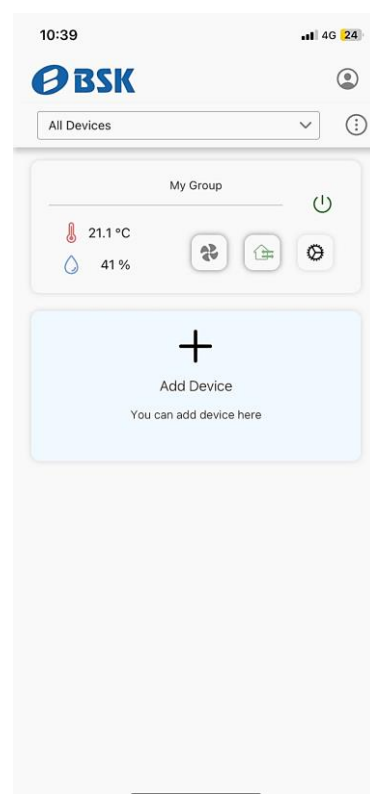 10:39
4G 24
BSK
All Devices
My Group
21.1 °C
41 %
Add Device
You can add device here